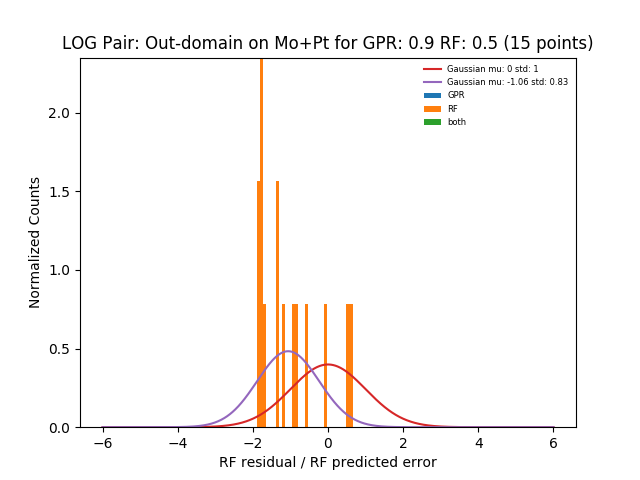 LOG Pair: Out-domain on Mo+Pt for GPR: 0.9 RF: 0.5 (15 points)
Gaussian mu: 0 std: 1
Gaussian mu: -1.06 std: 0.83
GPR
RF
both
Normalized Counts
2.0
1.5
1.0
0.5
0.0
−6 −4 −2 0 2 4 6
RF residual / RF predicted error